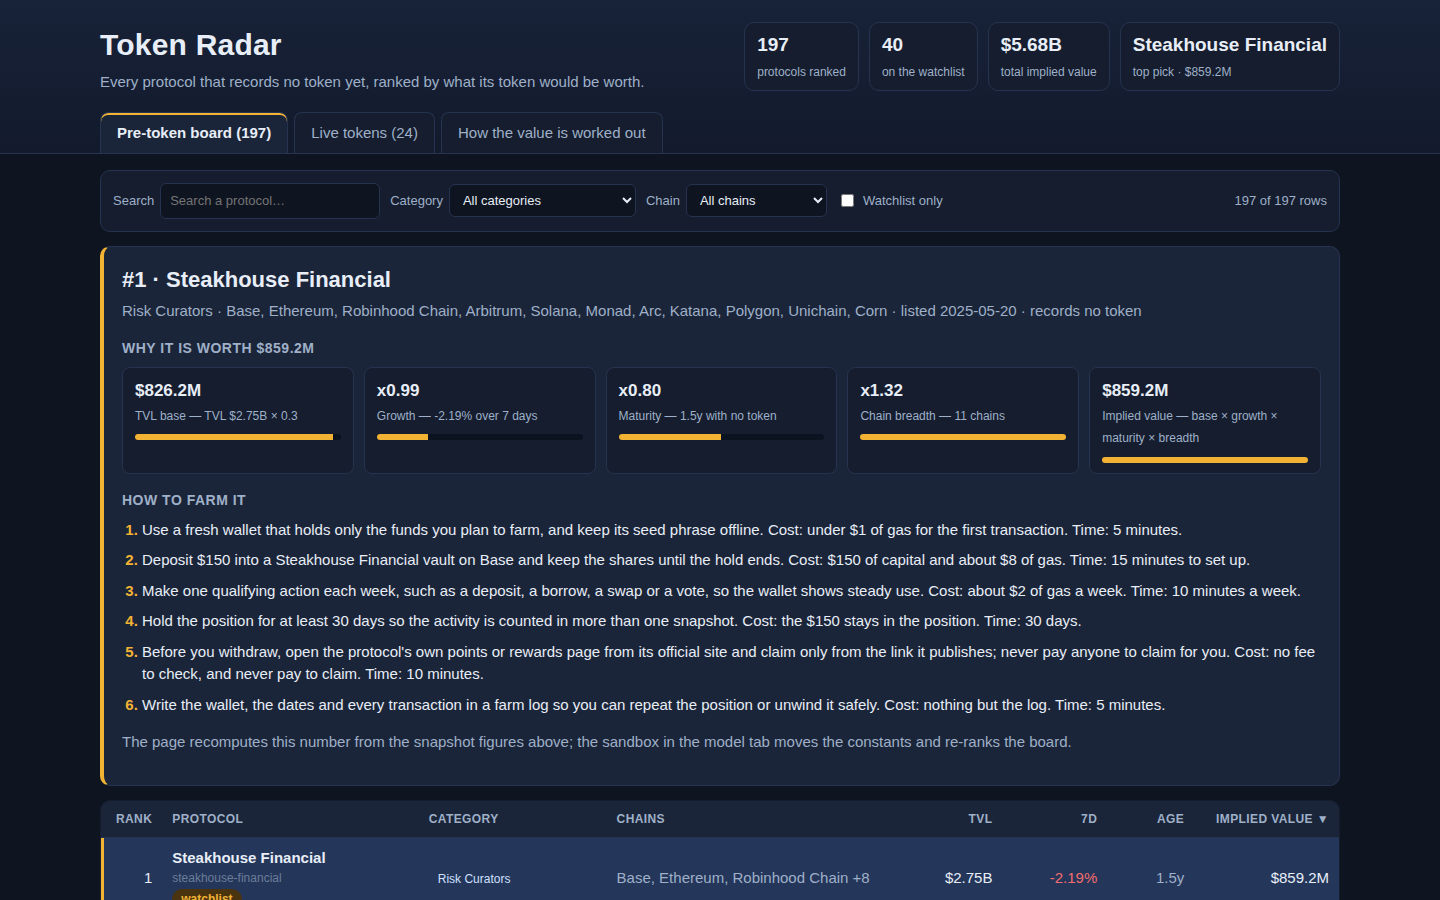 Token Radar
Every protocol that records no token yet, ranked by what its token would be worth.
197
protocols ranked
40
on the watchlist
$5.68B
total implied value
Steakhouse Financial
top pick · $859.2M
Pre-token board (197)
Live tokens (24)
How the value is worked out
Search
Search a protocol…
Category
All categories
Chain
All chains
Watchlist only
197 of 197 rows
#1 · Steakhouse Financial
Risk Curators · Base, Ethereum, Robinhood Chain, Arbitrum, Solana, Monad, Arc, Katana, Polygon, Unichain, Corn · listed 2025-05-20 · records no token
WHY IT IS WORTH $859.2M
$826.2M
TVL base — TVL $2.75B × 0.3
x0.99
Growth — -2.19% over 7 days
x0.80
Maturity — 1.5y with no token
x1.32
Chain breadth — 11 chains
$859.2M
Implied value — base × growth ×
maturity × breadth
HOW TO FARM IT
1. Use a fresh wallet that holds only the funds you plan to farm, and keep its seed phrase offline. Cost: under $1 of gas for the first transaction. Time: 5 minutes.
2. Deposit $150 into a Steakhouse Financial vault on Base and keep the shares until the hold ends. Cost: $150 of capital and about $8 of gas. Time: 15 minutes to set up.
3. Make one qualifying action each week, such as a deposit, a borrow, a swap or a vote, so the wallet shows steady use. Cost: about $2 of gas a week. Time: 10 minutes a week.
4. Hold the position for at least 30 days so the activity is counted in more than one snapshot. Cost: the $150 stays in the position. Time: 30 days.
5. Before you withdraw, open the protocol's own points or rewards page from its official site and claim only from the link it publishes; never pay anyone to claim for you. Cost: no fee
to check, and never pay to claim. Time: 10 minutes.
6. Write the wallet, the dates and every transaction in a farm log so you can repeat the position or unwind it safely. Cost: nothing but the log. Time: 5 minutes.
The page recomputes this number from the snapshot figures above; the sandbox in the model tab moves the constants and re-ranks the board.
RANK PROTOCOL CATEGORY CHAINS TVL 7D AGE IMPLIED VALUE ▼
Steakhouse Financial
1 steakhouse-financial Risk Curators Base, Ethereum, Robinhood Chain +8 $2.75B -2.19% 1.5y $859.2M
watchlist